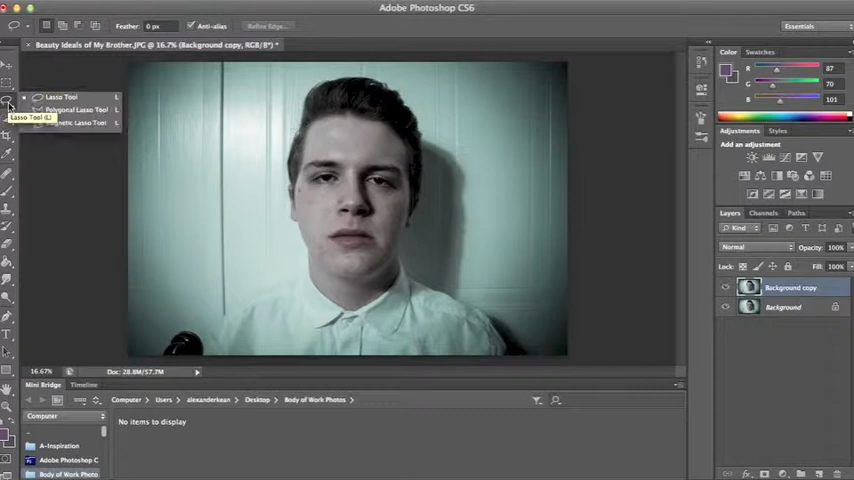 Adobe Photoshop CS6
Feather: 0 px Anti-alias Refine Edge... Essentials
Beauty Ideals of My Brother.JPG @ 16.7% (Background copy, RGB/8*) *
Color Swatches
R 87
G 70
B 101
Lasso Tool L
Polygonal Lasso Tool L
Magnetic Lasso Tool L
Lasso Tool (L)
Adjustments Styles
Add an adjustment
Layers Channels Paths
Kind
Normal Opacity: 100%
Lock: Fill: 100%
Background copy
Background
16.67% Doc: 28.8M/57.7M
Mini Bridge Timeline
Computer Users alexanderkean Desktop Body of Work Photos
Computer
No items to display
A-Inspiration
Adobe Photoshop C
Body of Work Photo